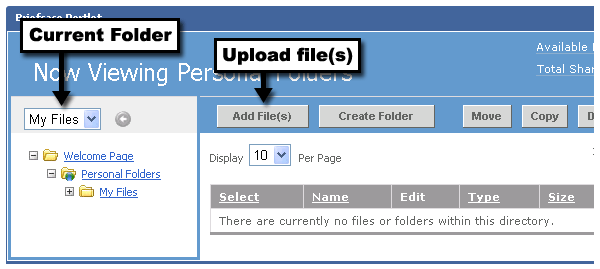 Briefcase Portlet
Current Folder
Upload file(s)
Available
Now Viewing Personal Folders
Total Shar
My Files
Add File(s) Create Folder Move Copy D
Welcome Page
Display 10 Per Page
Personal Folders
My Files
Select Name Edit Type Size
There are currently no files or folders within this directory.